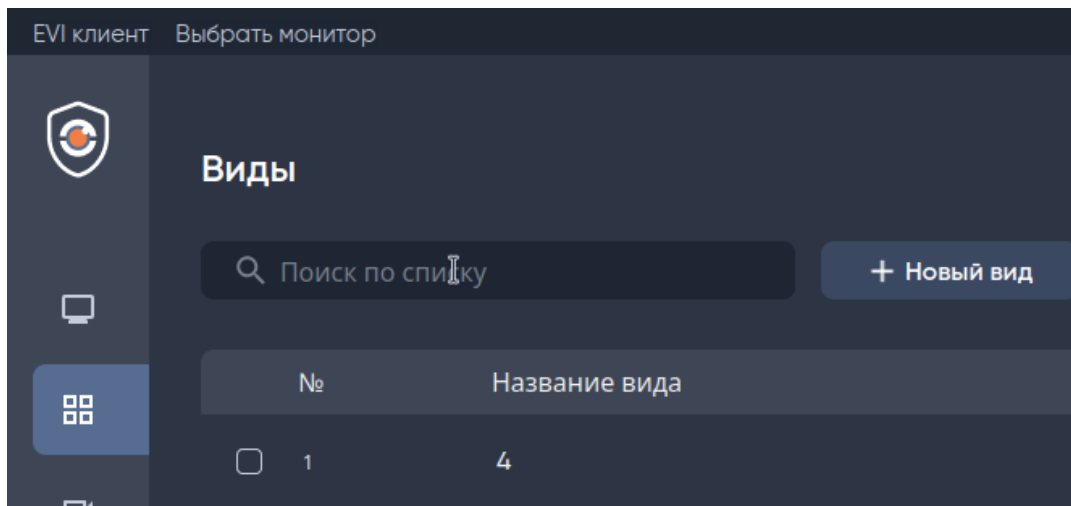 EVI клиент Выбрать монитор
Виды
Поиск по списку
+ Новый вид
№ Название вида
1 4